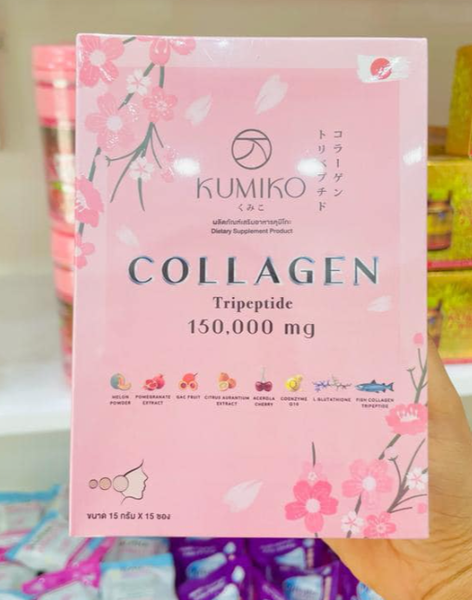 コラーゲン
トリペプチド
KUMIKO
くみこ
ผลิตภัณฑ์เสริมอาหารคูมิโกะ
Dietary Supplement Product
COLLAGEN
Tripeptide
150,000 mg
MELON POWDER
POMEGRANATE EXTRACT
GAC FRUIT
CITRUS AURANTIUM EXTRACT
ACEROLA CHERRY
COENZYME Q10
L GLUTATHIONE
FISH COLLAGEN TRIPEPTIDE
ขนาด 15 กรัม X 15 ซอง